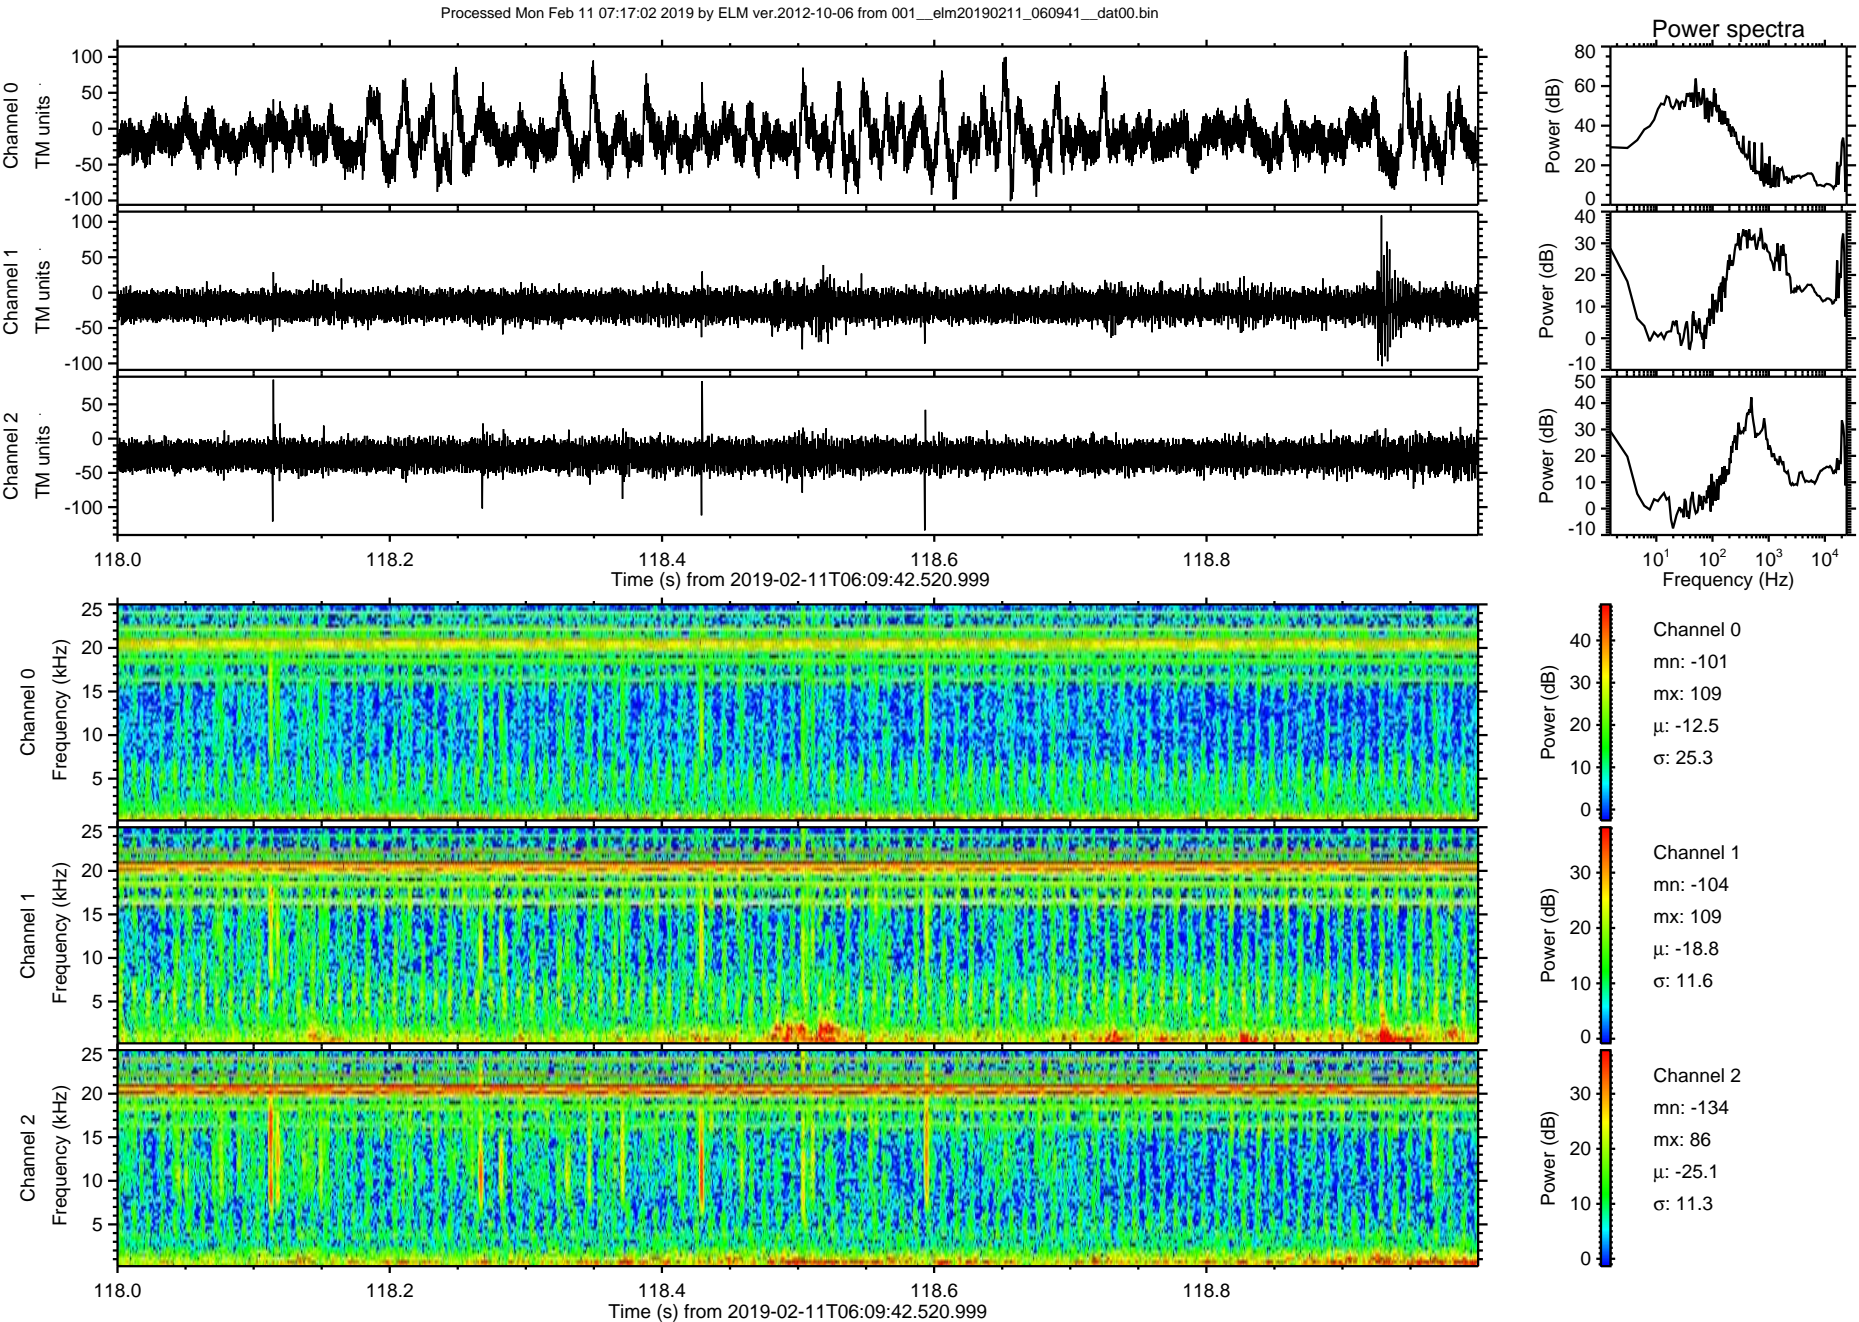 Processed Mon Feb 11 07:17:02 2019 by ELM ver.2012-10-06 from 001__elm20190211_060941__dat00.bin
Power spectra
Channel 0
TM units
100
50
0
-50
-100
Power (dB)
80
60
40
20
0
Channel 1
TM units
100
50
0
-50
-100
Power (dB)
40
30
20
10
0
-10
Channel 2
TM units
50
0
-50
-100
Power (dB)
50
40
30
20
10
0
-10
118.0 118.2 118.4 118.6 118.8
Time (s) from 2019-02-11T06:09:42.520.999
10¹ 10² 10³ 10⁴
Frequency (Hz)
Channel 0
Frequency (kHz)
25
20
15
10
5
Power (dB)
40
30
20
10
0
Channel 0
mn: -101
mx: 109
µ: -12.5
σ: 25.3
Channel 1
Frequency (kHz)
25
20
15
10
5
Power (dB)
30
20
10
0
Channel 1
mn: -104
mx: 109
µ: -18.8
σ: 11.6
Channel 2
Frequency (kHz)
25
20
15
10
5
Power (dB)
30
20
10
0
Channel 2
mn: -134
mx: 86
µ: -25.1
σ: 11.3
118.0 118.2 118.4 118.6 118.8
Time (s) from 2019-02-11T06:09:42.520.999